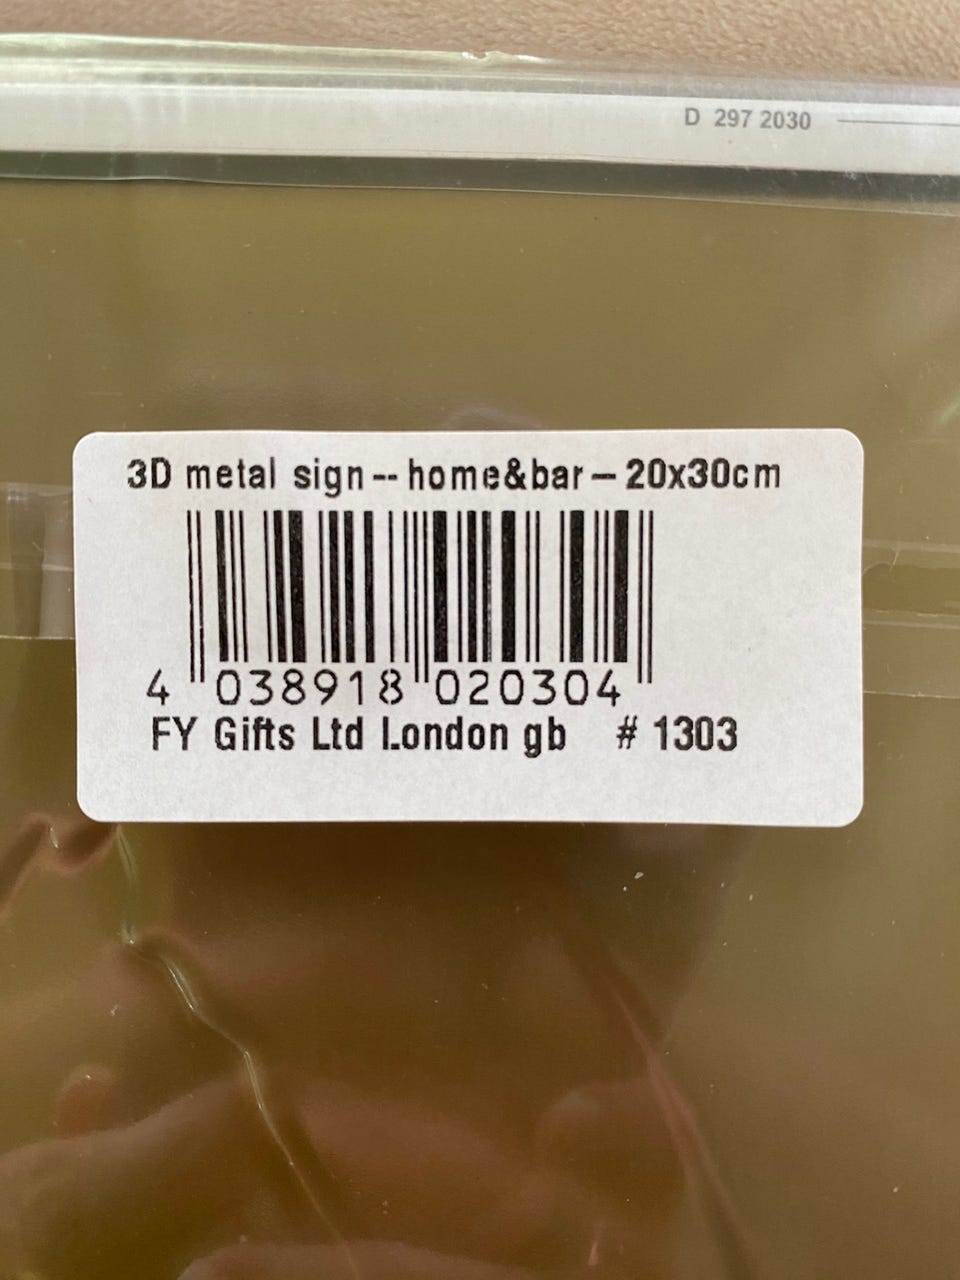 D 297 2030
3D metal sign -- home&bar – 20x30cm
4 038918 020304
FY Gifts Ltd London gb # 1303